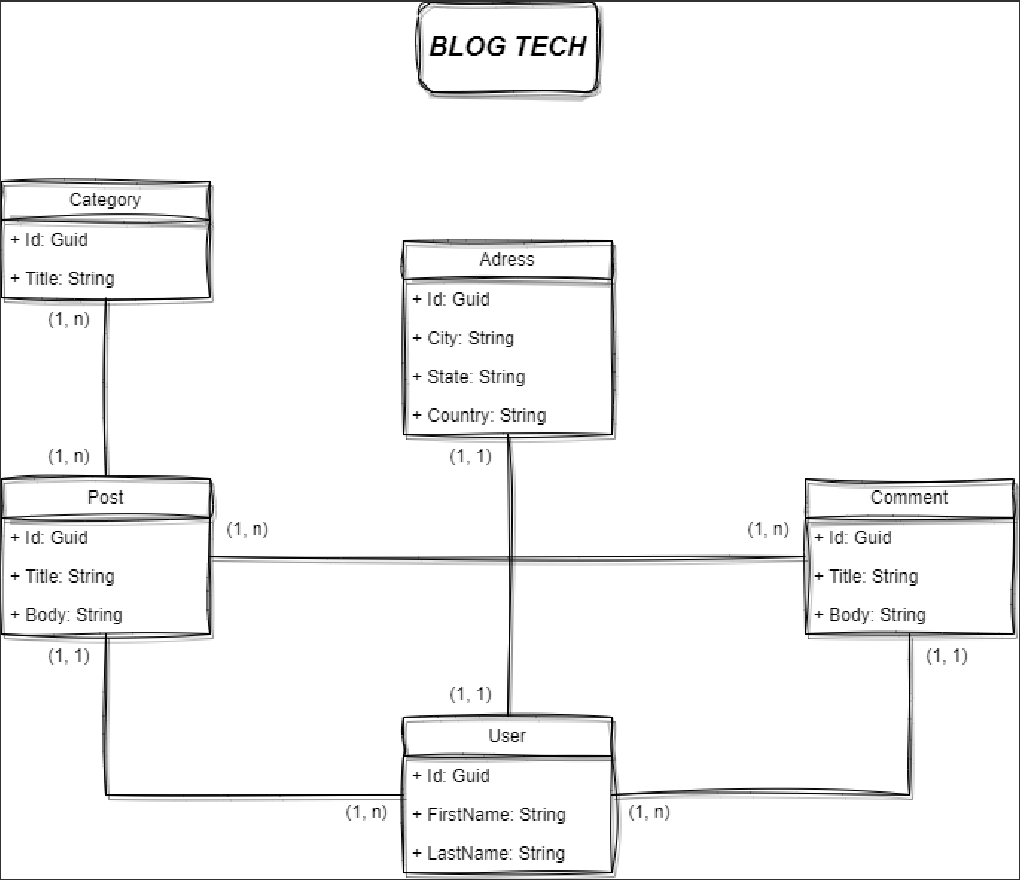 BLOG TECH
Category
+ Id: Guid
+ Title: String
(1, n)
Adress
+ Id: Guid
+ City: String
+ State: String
+ Country: String
(1, 1)
(1, n)
Post
+ Id: Guid
+ Title: String
+ Body: String
(1, n)
(1, n)
Comment
+ Id: Guid
+ Title: String
+ Body: String
(1, 1)
(1, 1)
(1, 1)
User
+ Id: Guid
+ FirstName: String
+ LastName: String
(1, n)
(1, n)